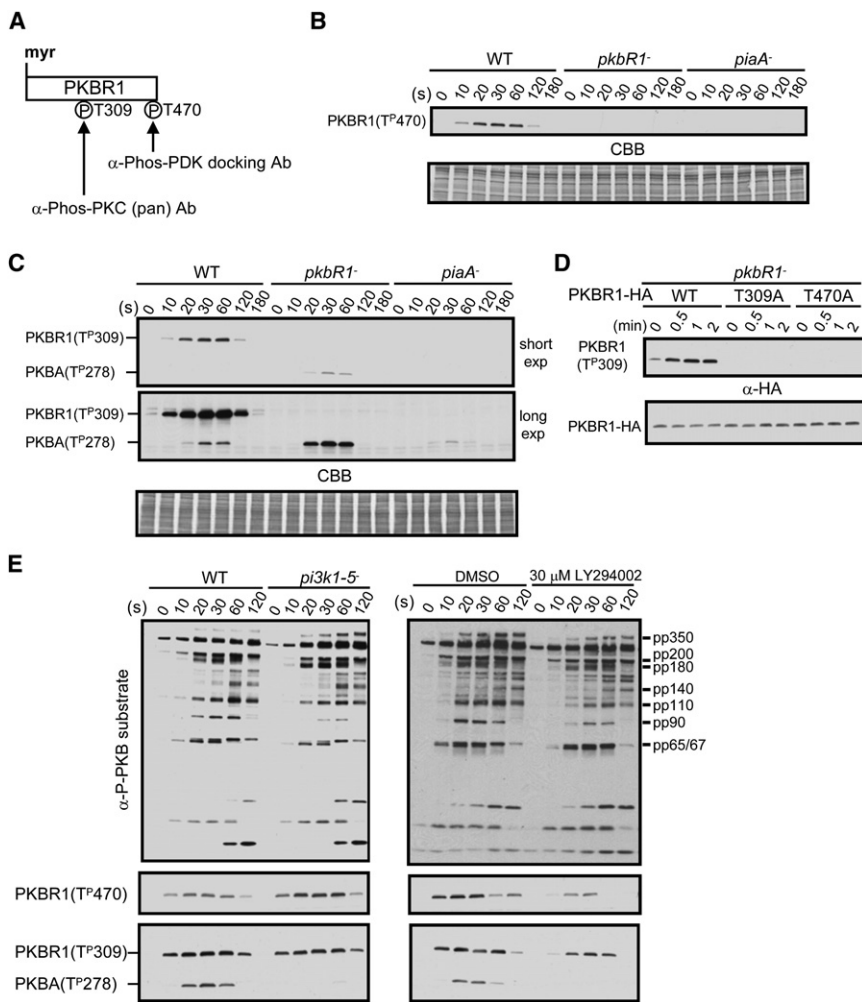 A
myr
PKBR1
P T309 P T470
α-Phos-PDK docking Ab
α-Phos-PKC (pan) Ab
B
WT pkbR1- piaA-
(s) 0 10 20 30 60 120 180 0 10 20 30 60 120 180 0 10 20 30 60 120 180
PKBR1(TP470)
CBB
C
WT pkbR1- piaA-
(s) 0 10 20 30 60 120 180 0 10 20 30 60 120 180 0 10 20 30 60 120 180
PKBR1(TP309)
PKBA(TP278)
short exp
PKBR1(TP309)
PKBA(TP278)
long exp
CBB
D
pkbR1-
PKBR1-HA WT T309A T470A
(min) 0 0.5 1 2 0 0.5 1 2 0 0.5 1 2
PKBR1
(TP309)
α-HA
PKBR1-HA
E
WT pi3k1-5-
(s) 0 10 20 30 60 120 0 10 20 30 60 120
DMSO 30 μM LY294002
(s) 0 10 20 30 60 120 0 10 20 30 60 120
α-P-PKB substrate
pp350
pp200
pp180
pp140
pp110
pp90
pp65/67
PKBR1(TP470)
PKBR1(TP309)
PKBA(TP278)